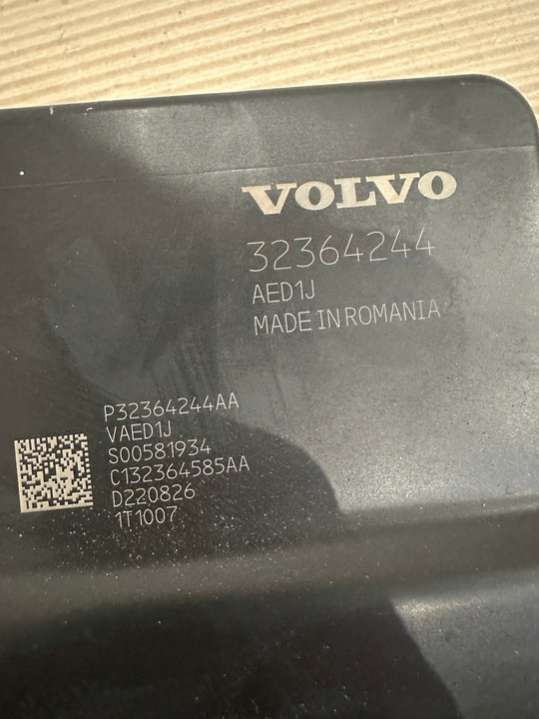 VOLVO
32364244
AED1J
MADE IN ROMANIA
P32364244AA
VAED1J
S00581934
C132364585AA
D220826
1T1007